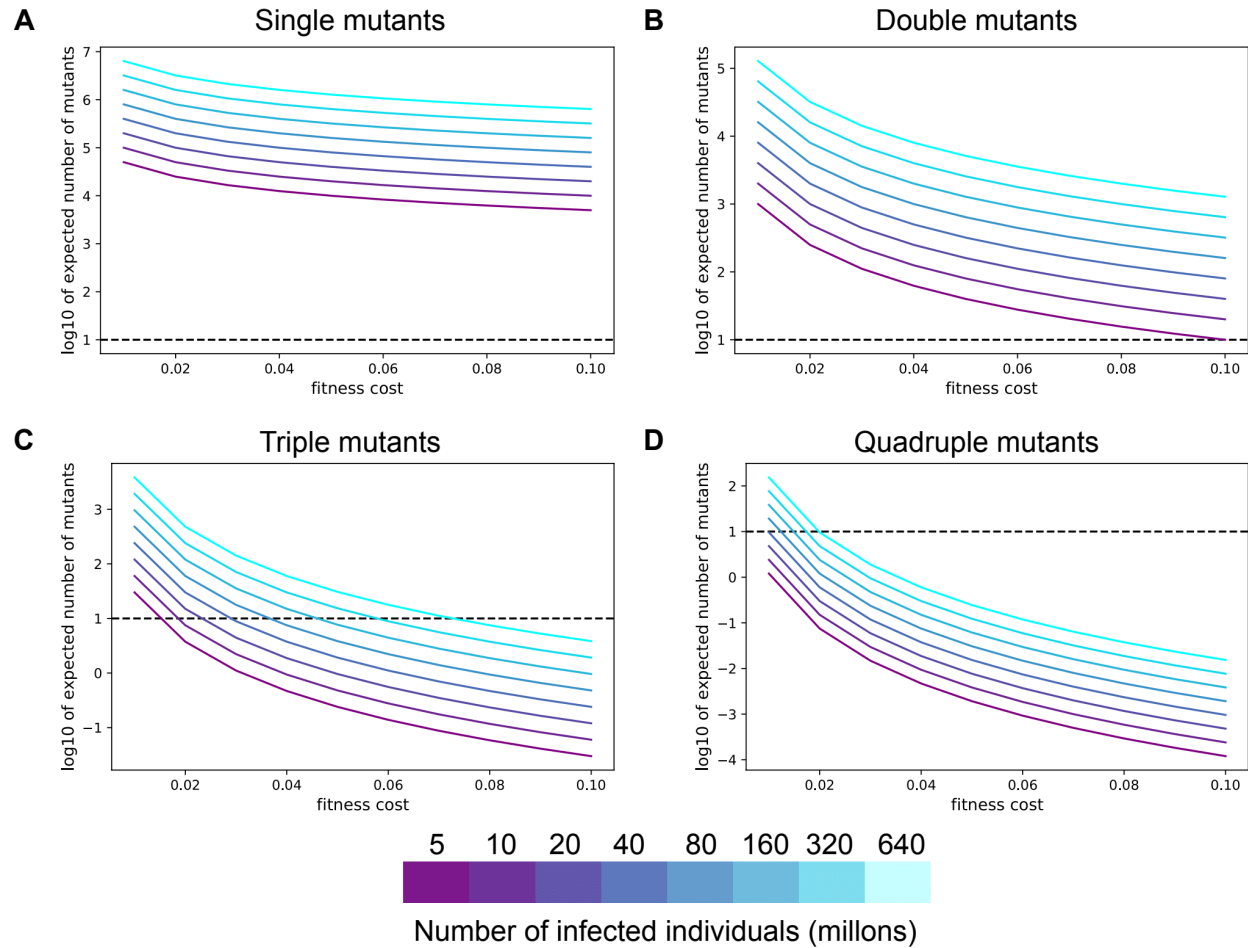 A
Single mutants
log10 of expected number of mutants
7
6
5
4
3
2
1
0.02 0.04 0.06 0.08 0.10
fitness cost
B
Double mutants
log10 of expected number of mutants
5
4
3
2
1
0.02 0.04 0.06 0.08 0.10
fitness cost
C
Triple mutants
log10 of expected number of mutants
3
2
1
0
−1
0.02 0.04 0.06 0.08 0.10
fitness cost
D
Quadruple mutants
log10 of expected number of mutants
2
1
0
−1
−2
−3
−4
0.02 0.04 0.06 0.08 0.10
fitness cost
5 10 20 40 80 160 320 640
Number of infected individuals (millons)